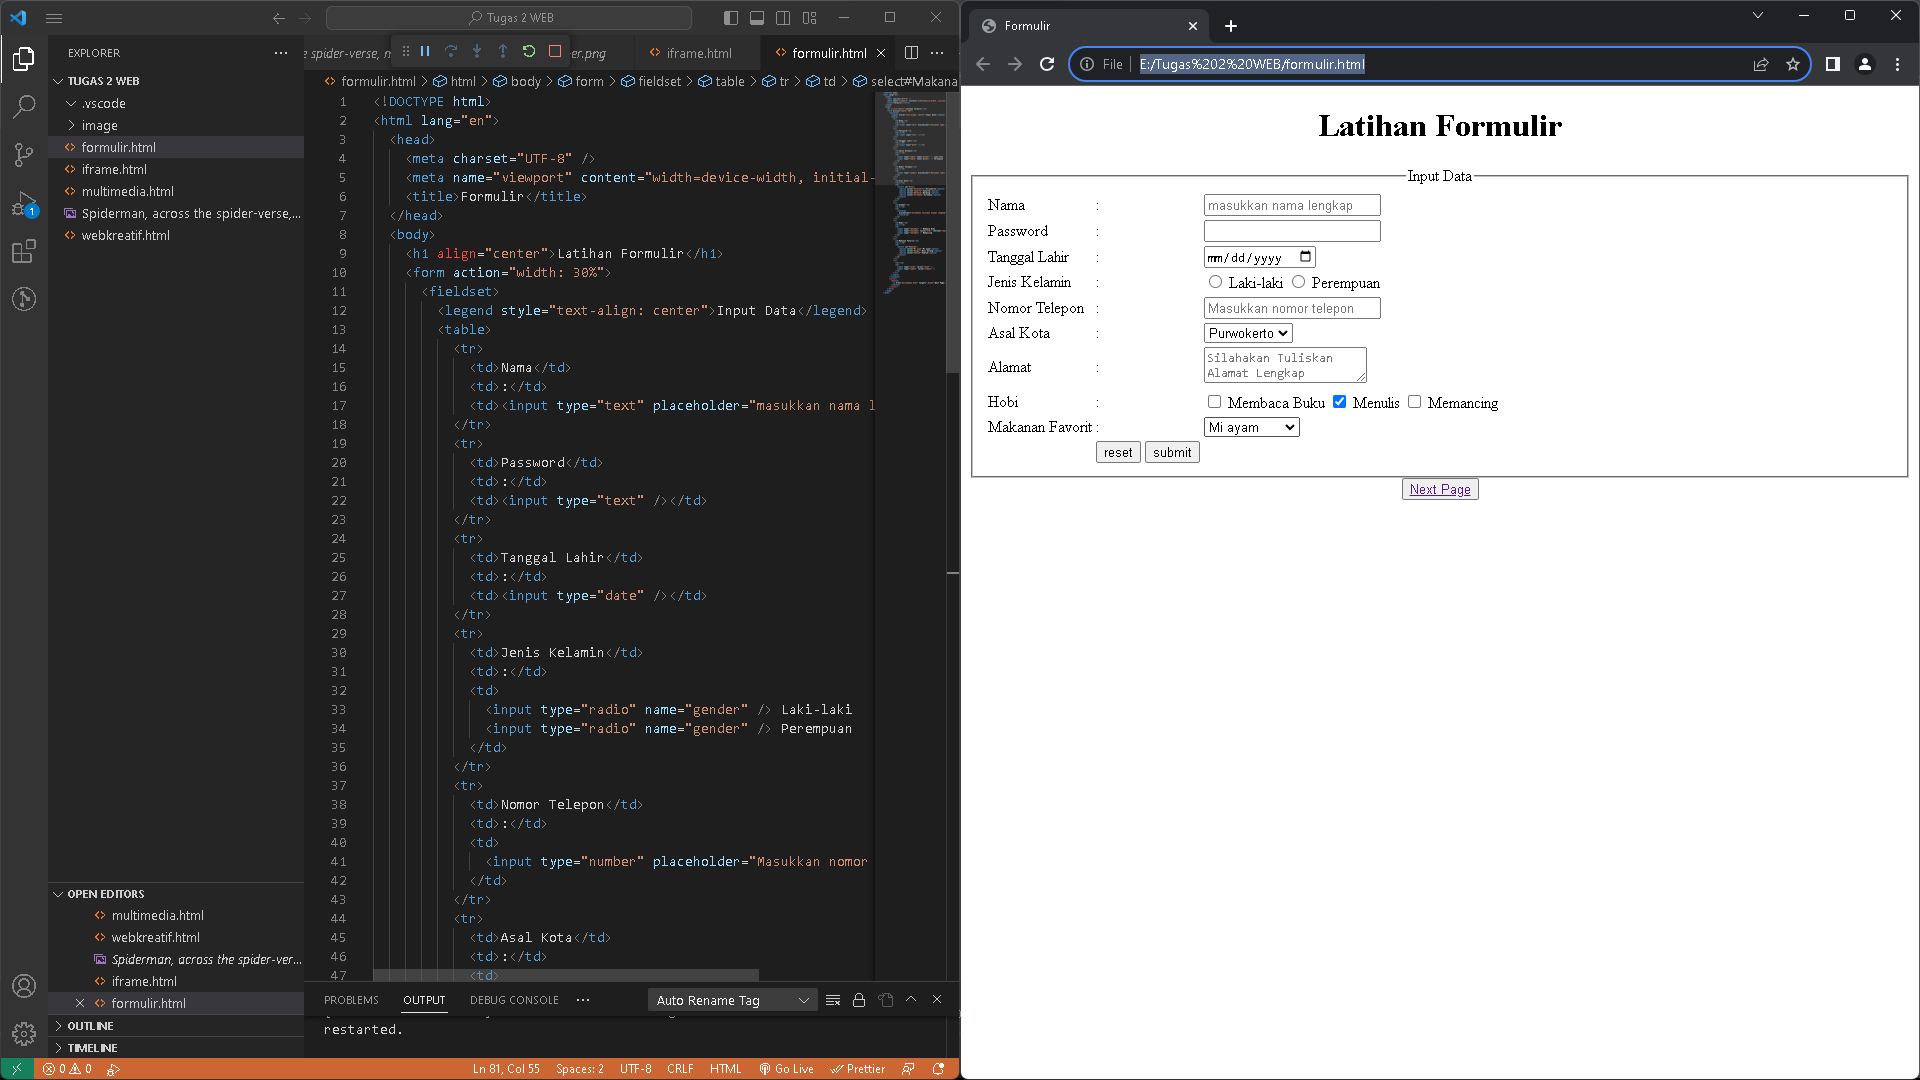 Tugas 2 WEB
EXPLORER
TUGAS 2 WEB
.vscode
image
formulir.html
iframe.html
multimedia.html
Spiderman, across the spider-verse,...
webkreatif.html
OPEN EDITORS
multimedia.html
webkreatif.html
Spiderman, across the spider-ver...
iframe.html
formulir.html
OUTLINE
TIMELINE
e spider-verse, er.png
iframe.html
formulir.html
formulir.html > html > body > form > fieldset > table > tr > td > select#Makana
1 <!DOCTYPE html>
2 <html lang="en">
3 <head>
4 <meta charset="UTF-8" />
5 <meta name="viewport" content="width=device-width, initial-
6 <title>Formulir</title>
7 </head>
8 <body>
9 <h1 align="center">Latihan Formulir</h1>
10 <form action="width: 30%">
11 <fieldset>
12 <legend style="text-align: center">Input Data</legend>
13 <table>
14 <tr>
15 <td>Nama</td>
16 <td>:</td>
17 <td><input type="text" placeholder="masukkan nama l
18 </tr>
19 <tr>
20 <td>Password</td>
21 <td>:</td>
22 <td><input type="text" /></td>
23 </tr>
24 <tr>
25 <td>Tanggal Lahir</td>
26 <td>:</td>
27 <td><input type="date" /></td>
28 </tr>
29 <tr>
30 <td>Jenis Kelamin</td>
31 <td>:</td>
32 <td>
33 <input type="radio" name="gender" /> Laki-laki
34 <input type="radio" name="gender" /> Perempuan
35 </td>
36 </tr>
37 <tr>
38 <td>Nomor Telepon</td>
39 <td>:</td>
40 <td>
41 <input type="number" placeholder="Masukkan nomor
42 </td>
43 </tr>
44 <tr>
45 <td>Asal Kota</td>
46 <td>:</td>
47 <td>
PROBLEMS OUTPUT DEBUG CONSOLE ... Auto Rename Tag
restarted.
0 0 Ln 81, Col 55 Spaces: 2 UTF-8 CRLF HTML Go Live Prettier
1
Formulir
File E:/Tugas%202%20WEB/formulir.html
Latihan Formulir
Input Data
Nama : masukkan nama lengkap
Password :
Tanggal Lahir : mm/dd/yyyy
Jenis Kelamin : Laki-laki Perempuan
Nomor Telepon : Masukkan nomor telepon
Asal Kota : Purwokerto
Alamat : Silahakan Tuliskan
Alamat Lengkap
Hobi : Membaca Buku Menulis Memancing
Makanan Favorit : Mi ayam
reset submit
Next Page